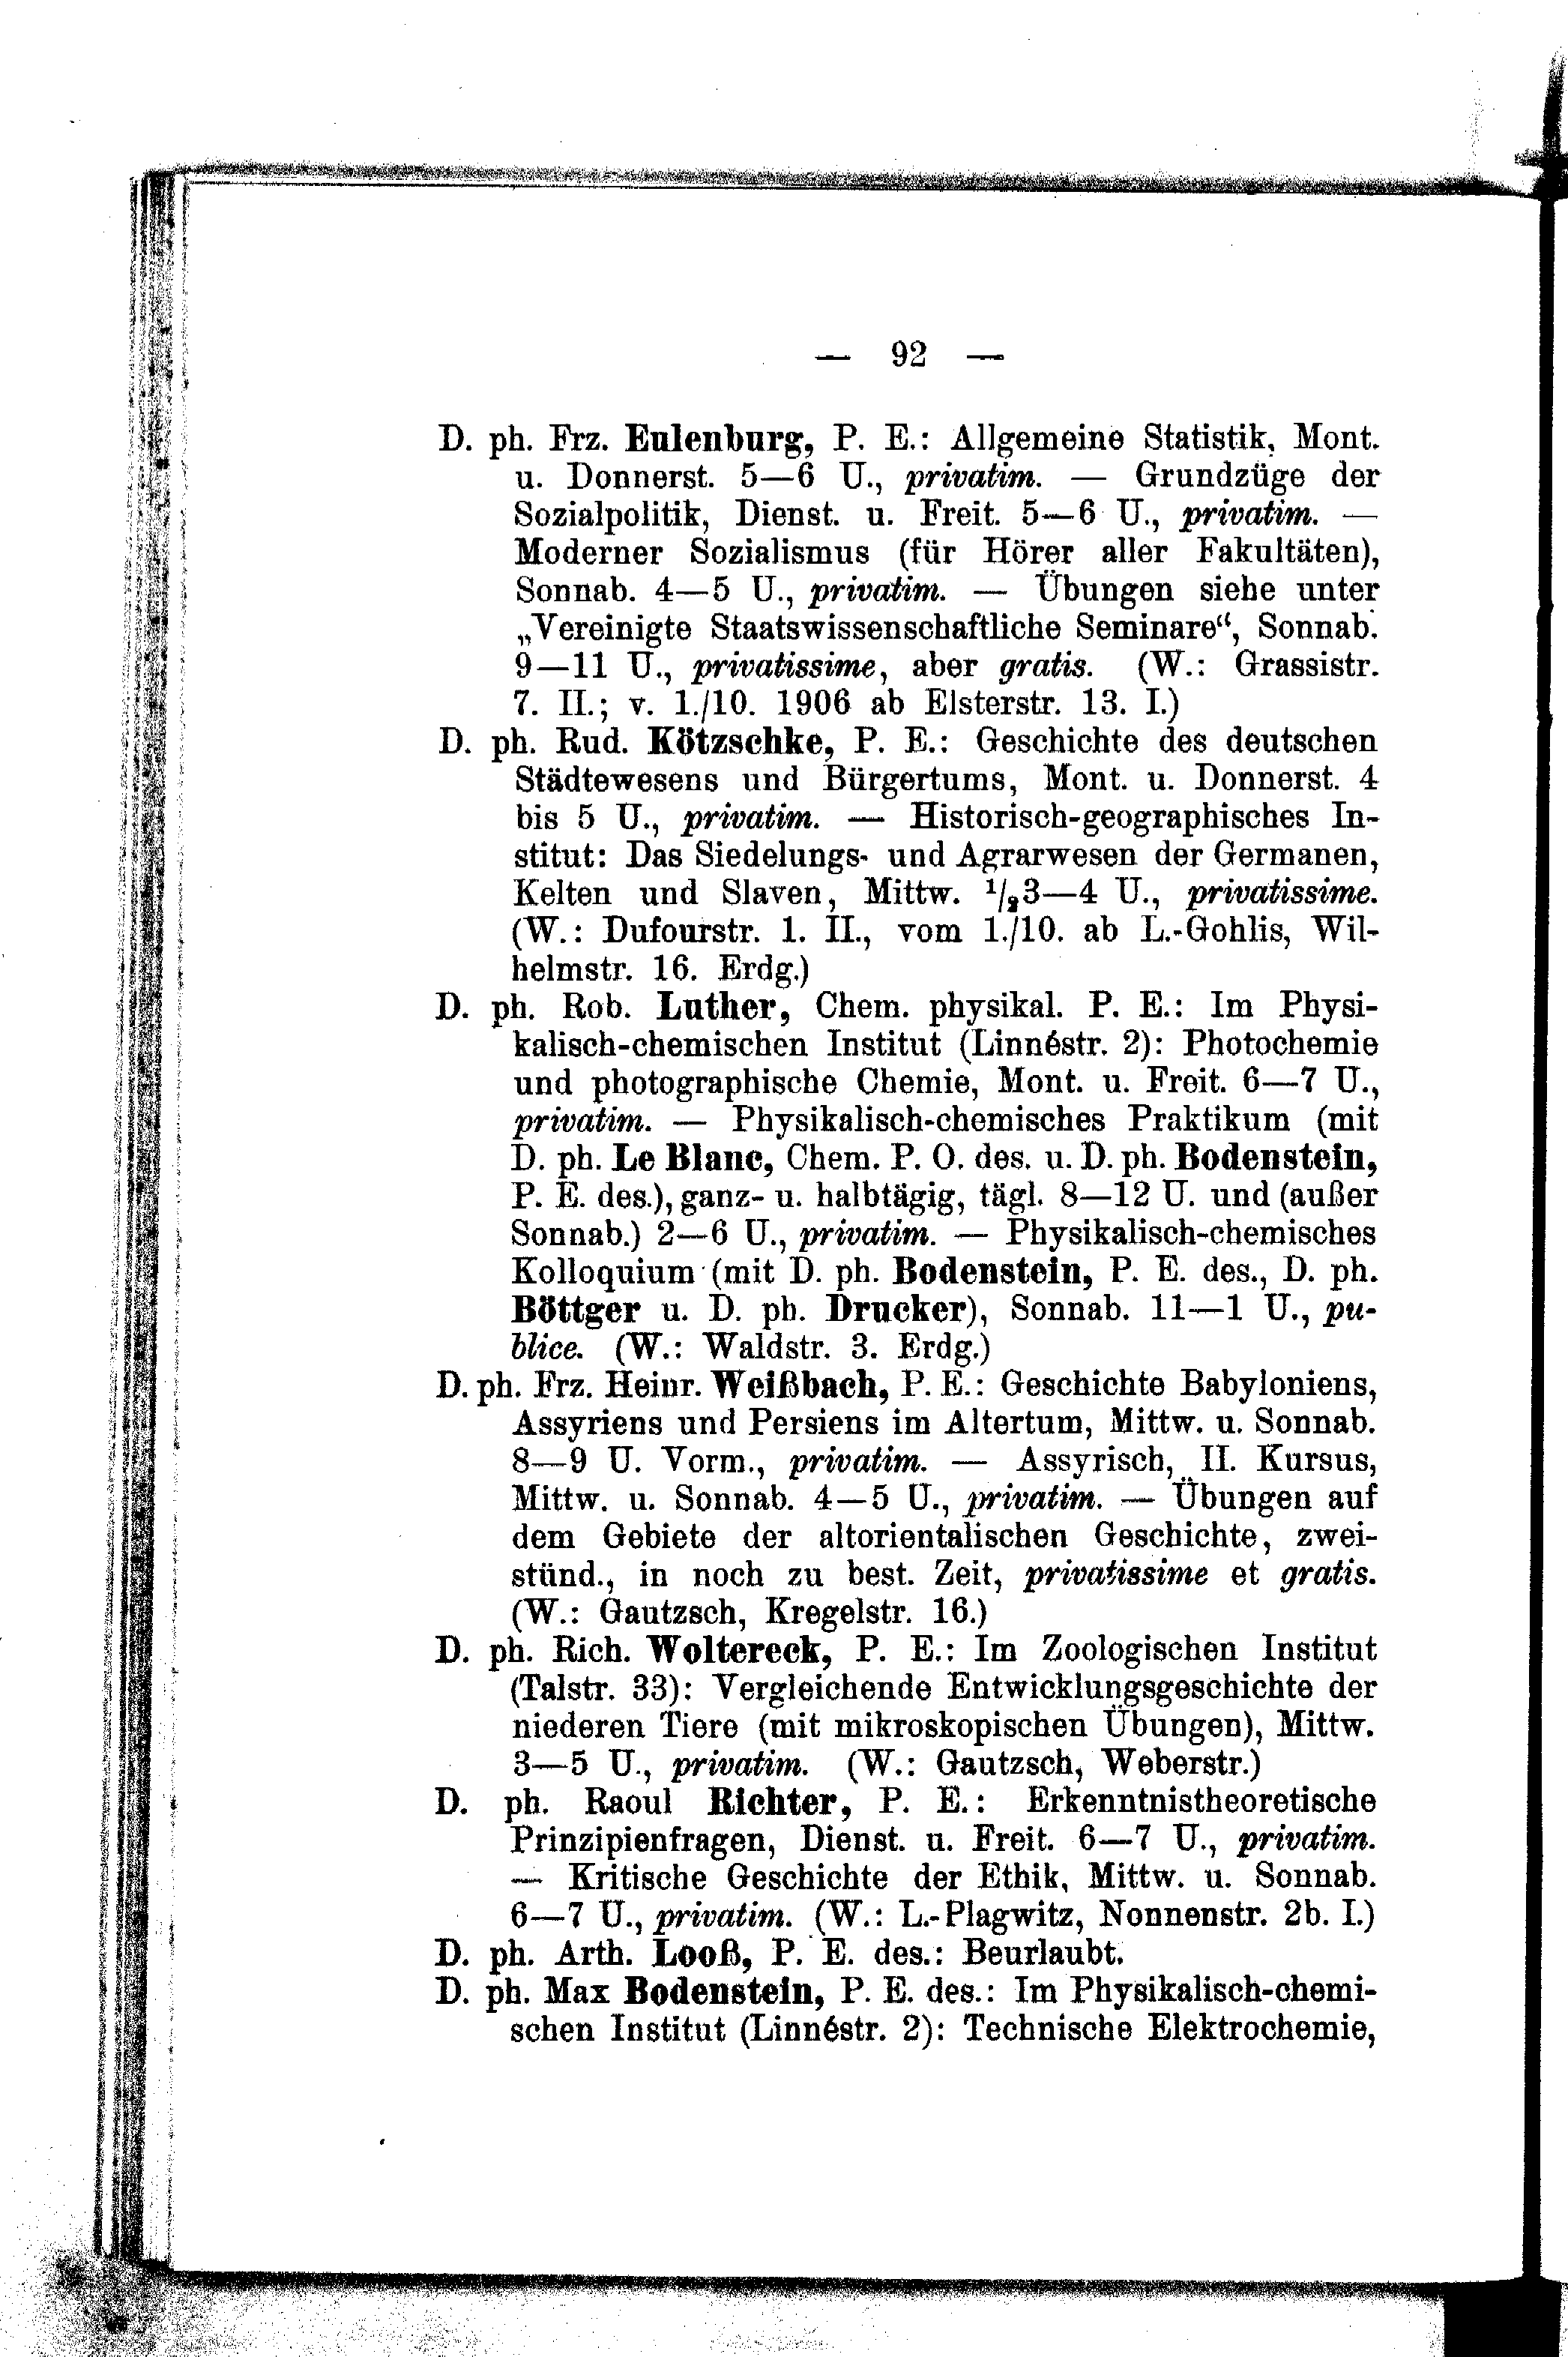 — 92 —
D. ph. Frz. Eulenburg, P. E.: Allgemeine Statistik, Mont.
u. Donnerst. 5—6 U., privatim. — Grundzüge der
Sozialpolitik, Dienst. u. Freit. 5—6 U., privatim. —
Moderner Sozialismus (für Hörer aller Fakultäten),
Sonnab. 4—5 U., privatim. — Übungen siehe unter
„Vereinigte Staatswissenschaftliche Seminare“, Sonnab.
9—11 U., privatissime, aber gratis. (W.: Grassistr.
7. II.; v. 1./10. 1906 ab Elsterstr. 13. I.)
D. ph. Rud. Kötzschke, P. E.: Geschichte des deutschen
Städtewesens und Bürgertums, Mont. u. Donnerst. 4
bis 5 U., privatim. — Historisch-geographisches In-
stitut: Das Siedelungs- und Agrarwesen der Germanen,
Kelten und Slaven, Mittw. ¹/₂3—4 U., privatissime.
(W.: Dufourstr. 1. II., vom 1./10. ab L.-Gohlis, Wil-
helmstr. 16. Erdg.)
D. ph. Rob. Luther, Chem. physikal. P. E.: Im Physi-
kalisch-chemischen Institut (Linnéstr. 2): Photochemie
und photographische Chemie, Mont. u. Freit. 6—7 U.,
privatim. — Physikalisch-chemisches Praktikum (mit
D. ph. Le Blanc, Chem. P. O. des. u. D. ph. Bodenstein,
P. E. des.), ganz- u. halbtägig, tägl. 8—12 U. und (außer
Sonnab.) 2—6 U., privatim. — Physikalisch-chemisches
Kolloquium (mit D. ph. Bodenstein, P. E. des., D. ph.
Böttger u. D. ph. Drucker), Sonnab. 11—1 U., pu-
blice. (W.: Waldstr. 3. Erdg.)
D. ph. Frz. Heinr. Weißbach, P. E.: Geschichte Babyloniens,
Assyriens und Persiens im Altertum, Mittw. u. Sonnab.
8—9 U. Vorm., privatim. — Assyrisch, II. Kursus,
Mittw. u. Sonnab. 4—5 U., privatim. — Übungen auf
dem Gebiete der altorientalischen Geschichte, zwei-
stünd., in noch zu best. Zeit, privatissime et gratis.
(W.: Gautzsch, Kregelstr. 16.)
D. ph. Rich. Woltereck, P. E.: Im Zoologischen Institut
(Talstr. 33): Vergleichende Entwicklungsgeschichte der
niederen Tiere (mit mikroskopischen Übungen), Mittw.
3—5 U., privatim. (W.: Gautzsch, Weberstr.)
D. ph. Raoul Richter, P. E.: Erkenntnistheoretische
Prinzipienfragen, Dienst. u. Freit. 6—7 U., privatim.
— Kritische Geschichte der Ethik, Mittw. u. Sonnab.
6—7 U., privatim. (W.: L.-Plagwitz, Nonnenstr. 2b. I.)
D. ph. Arth. Looß, P. E. des.: Beurlaubt.
D. ph. Max Bodenstein, P. E. des.: Im Physikalisch-chemi-
schen Institut (Linnéstr. 2): Technische Elektrochemie,